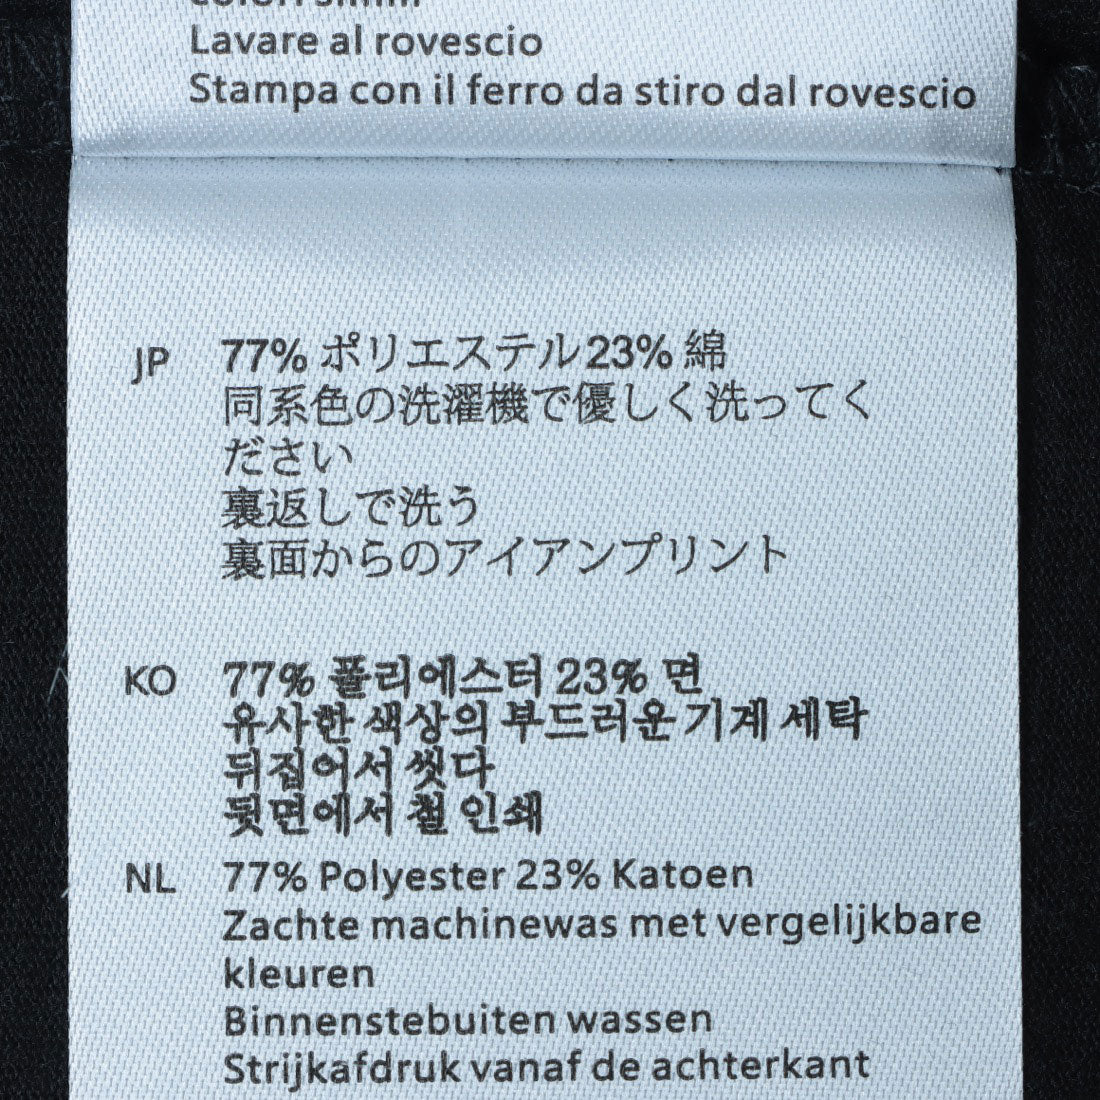 colori simili
Lavare al rovescio
Stampa con il ferro da stiro dal rovescio
JP 77% ポリエステル23% 綿
同系色の洗濯機で優しく洗ってく
ださい
裏返しで洗う
裏面からのアイアンプリント
KO 77% 폴리에스터 23% 면
유사한 색상의 부드러운 기계 세탁
뒤집어서 씻다
뒷면에서 철 인쇄
NL 77% Polyester 23% Katoen
Zachte machinewas met vergelijkbare
kleuren
Binnenstebuiten wassen
Strijkafdruk vanaf de achterkant